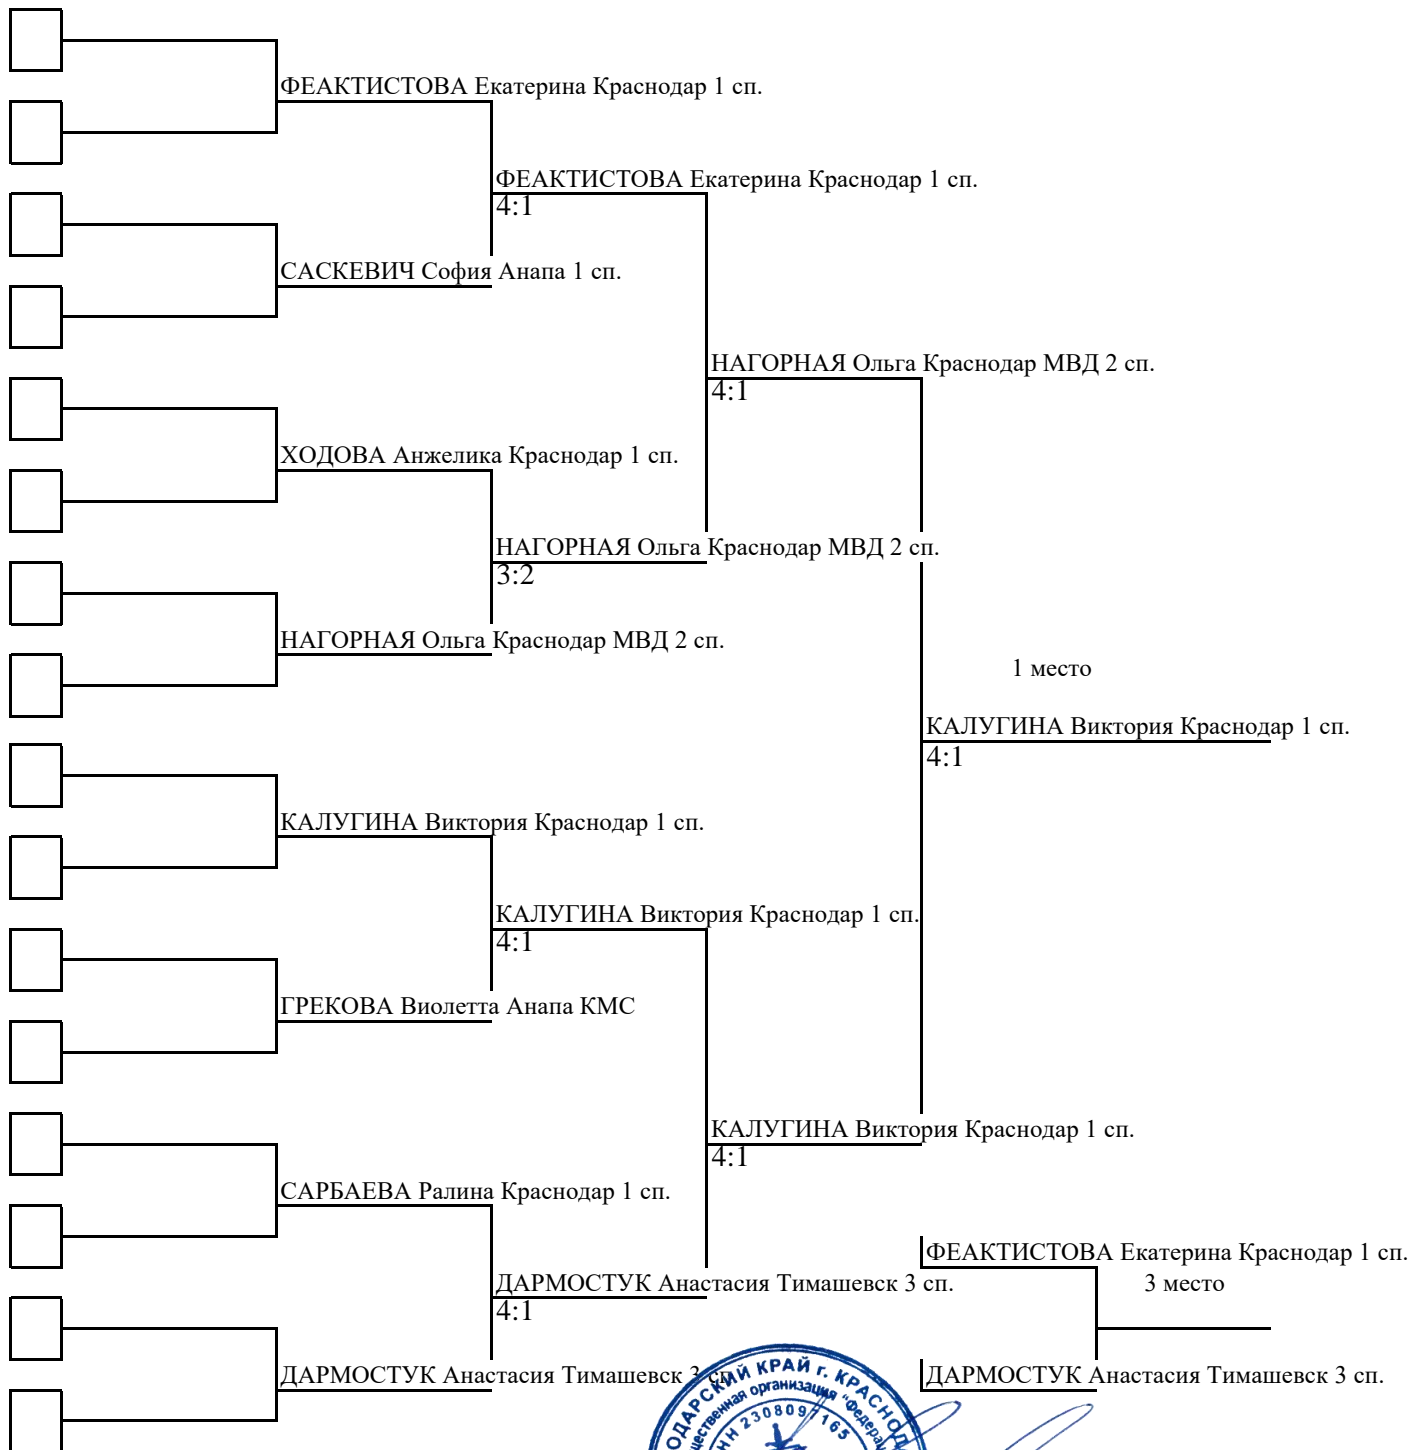 ФЕАКТИСТОВА Екатерина Краснодар 1 сп.
ФЕАКТИСТОВА Екатерина Краснодар 1 сп.
4:1
САСКЕВИЧ София Анапа 1 сп.
НАГОРНАЯ Ольга Краснодар МВД 2 сп.
4:1
ХОДОВА Анжелика Краснодар 1 сп.
НАГОРНАЯ Ольга Краснодар МВД 2 сп.
3:2
НАГОРНАЯ Ольга Краснодар МВД 2 сп.
1 место
КАЛУГИНА Виктория Краснодар 1 сп.
4:1
КАЛУГИНА Виктория Краснодар 1 сп.
КАЛУГИНА Виктория Краснодар 1 сп.
4:1
ГРЕКОВА Виолетта Анапа КМС
КАЛУГИНА Виктория Краснодар 1 сп.
4:1
САРБАЕВА Ралина Краснодар 1 сп.
ФЕАКТИСТОВА Екатерина Краснодар 1 сп.
ДАРМОСТУК Анастасия Тимашевск 3 сп.
3 место
4:1
ДАРМОСТУК Анастасия Тимашевск 3 сп.
ДАРМОСТУК Анастасия Тимашевск 3 сп.
КРАЙ г.
организация
2308097165